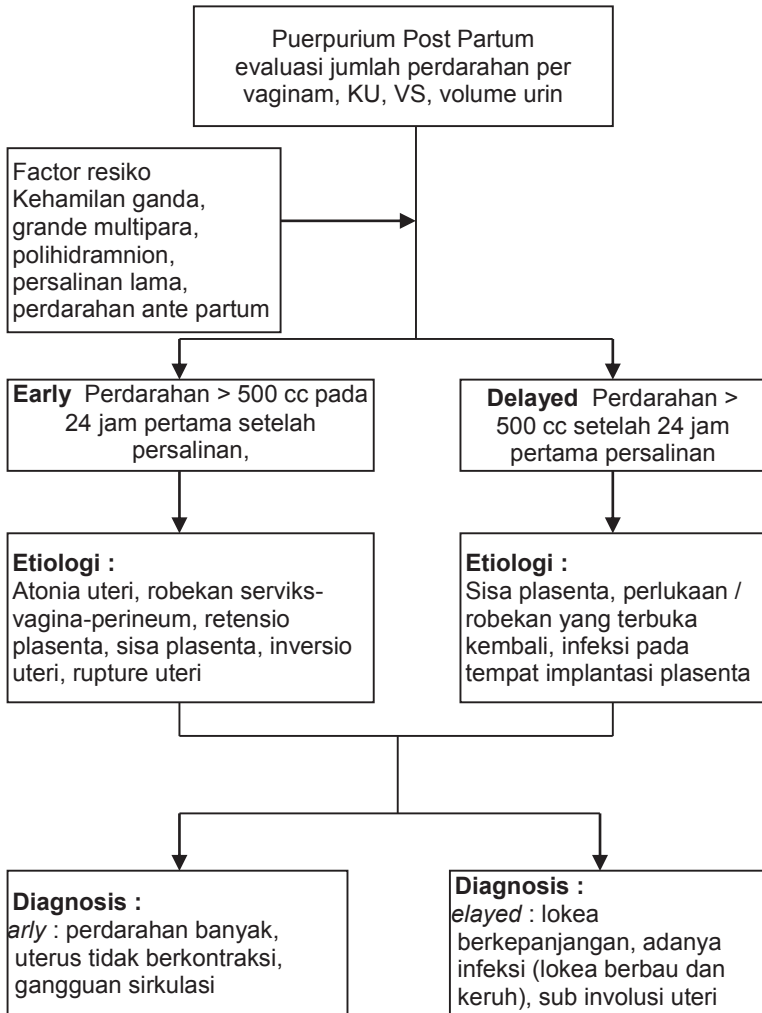 Puerpurium Post Partum
evaluasi jumlah perdarahan per
vaginam, KU, VS, volume urin
Factor resiko
Kehamilan ganda,
grande multipara,
polihidramnion,
persalinan lama,
perdarahan ante partum
Early Perdarahan > 500 cc pada
24 jam pertama setelah
persalinan,
Delayed Perdarahan >
500 cc setelah 24 jam
pertama persalinan
Etiologi :
Atonia uteri, robekan serviks-
vagina-perineum, retensio
plasenta, sisa plasenta, inversio
uteri, rupture uteri
Etiologi :
Sisa plasenta, perlukaan /
robekan yang terbuka
kembali, infeksi pada
tempat implantasi plasenta
Diagnosis :
arly : perdarahan banyak,
uterus tidak berkontraksi,
gangguan sirkulasi
Diagnosis :
elayed : lokea
berkepanjangan, adanya
infeksi (lokea berbau dan
keruh), sub involusi uteri